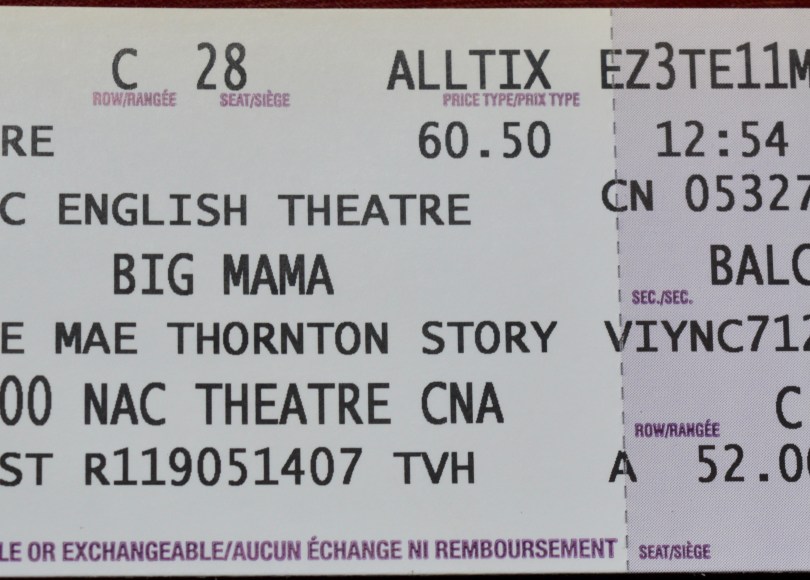 C 28 ALLTIX EZ3TE11M
ROW/RANGÉE SEAT/SIÈGE PRICE TYPE/PRIX TYPE
RE 60.50 12:54
C ENGLISH THEATRE CN 05327
BIG MAMA BALC
SEC./SEC.
E MAE THORNTON STORY VIYNC712
00 NAC THEATRE CNA C
ROW/RANGÉE
ST R119051407 TVH A 52.00
LE OR EXCHANGEABLE/AUCUN ÉCHANGE NI REMBOURSEMENT SEAT/SIÈGE